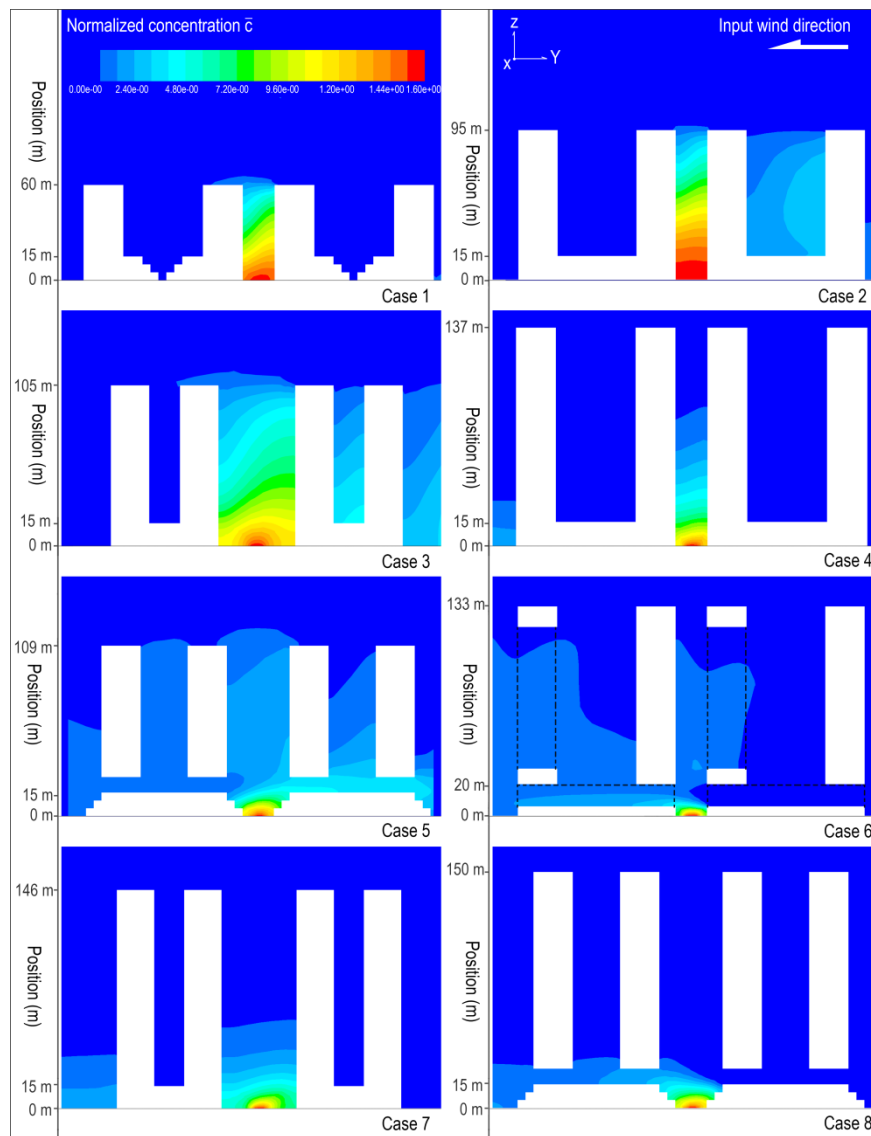 Normalized concentration c̅
0.00e-00 2.40e-00 4.80e-00 7.20e-00 9.60e-00 1.20e+00 1.44e+00 1.60e+00
Position (m)
60 m
15 m
0 m
Position (m)
Case 1
Input wind direction
Z
X Y
Position (m)
95 m
15 m
0 m
Position (m)
Case 2
105 m
15 m
0 m
Position (m)
Case 3
137 m
15 m
0 m
Position (m)
Case 4
109 m
15 m
0 m
Position (m)
Case 5
133 m
20 m
0 m
Position (m)
Case 6
146 m
15 m
0 m
Position (m)
Case 7
150 m
15 m
0 m
Position (m)
Case 8